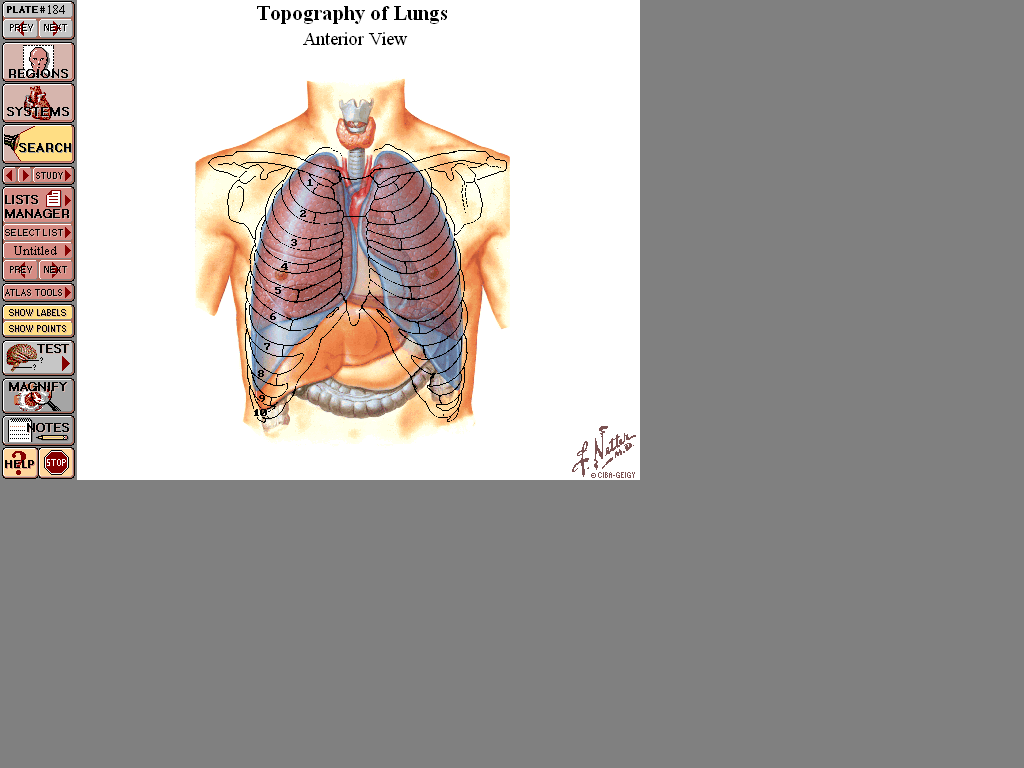 PLATE# 184
PREV NEXT
REGIONS
SYSTEMS
SEARCH
STUDY
LISTS
MANAGER
SELECT LIST
Untitled
PREV NEXT
ATLAS TOOLS
SHOW LABELS
SHOW POINTS
TEST
? ?
MAGNIFY
NOTES
HELP STOP
Topography of Lungs
Anterior View
1
2
3
4
5
6
7
8
9
10
F. Netter
M.D.
© CIBA-GEIGY